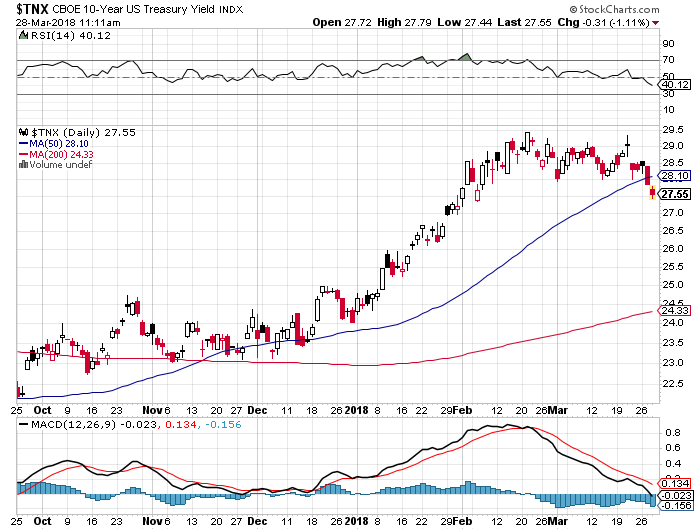 $TNX CBOE 10-Year US Treasury Yield INDX
© StockCharts.com
28-Mar-2018 11:11am
Open 27.72 High 27.79 Low 27.44 Last 27.55 Chg -0.31 (-1.11%)
RSI(14) 40.12
90
70
50
40.12
30
10
$TNX (Daily) 27.55
MA(50) 28.10
MA(200) 24.33
Volume undef
29.5
29.0
28.5
28.10
27.55
27.0
26.5
26.0
25.5
25.0
24.33
24.0
23.5
23.0
22.5
25 Oct 9 16 23 Nov 6 13 20 27 Dec 11 18 26 2018 8 16 22 29 Feb 12 20 26 Mar 12 19 26
MACD(12,26,9) -0.023, 0.134, -0.156
0.8
0.6
0.4
0.134
-0.023
-0.156
25 Oct 9 16 23 Nov 6 13 20 27 Dec 11 18 26 2018 8 16 22 29 Feb 12 20 26 Mar 12 19 26